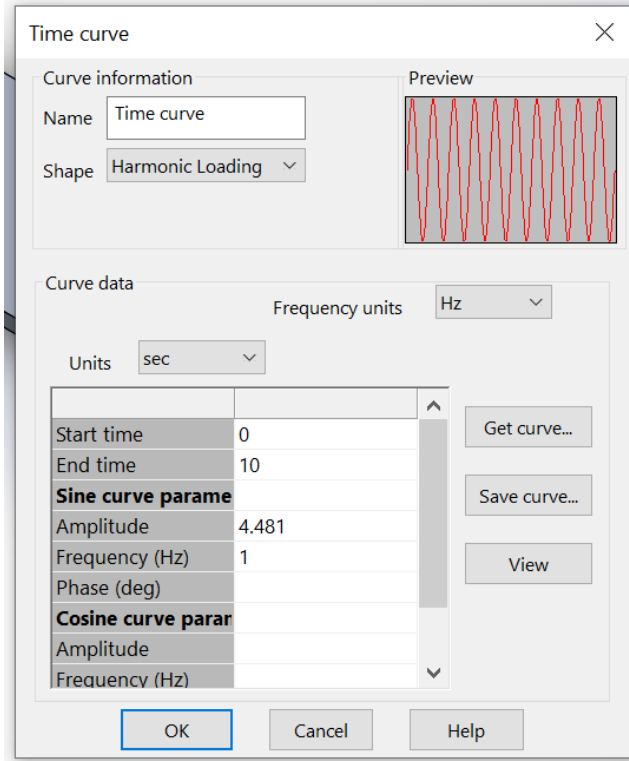 Time curve
Curve information
Preview
Name
Time curve
Shape
Harmonic Loading
Curve data
Frequency units
Hz
Units
sec
Start time
0
Get curve...
End time
10
Sine curve parame
Save curve...
Amplitude
4.481
Frequency (Hz)
1
View
Phase (deg)
Cosine curve paran
Amplitude
Frequency (Hz)
OK
Cancel
Help